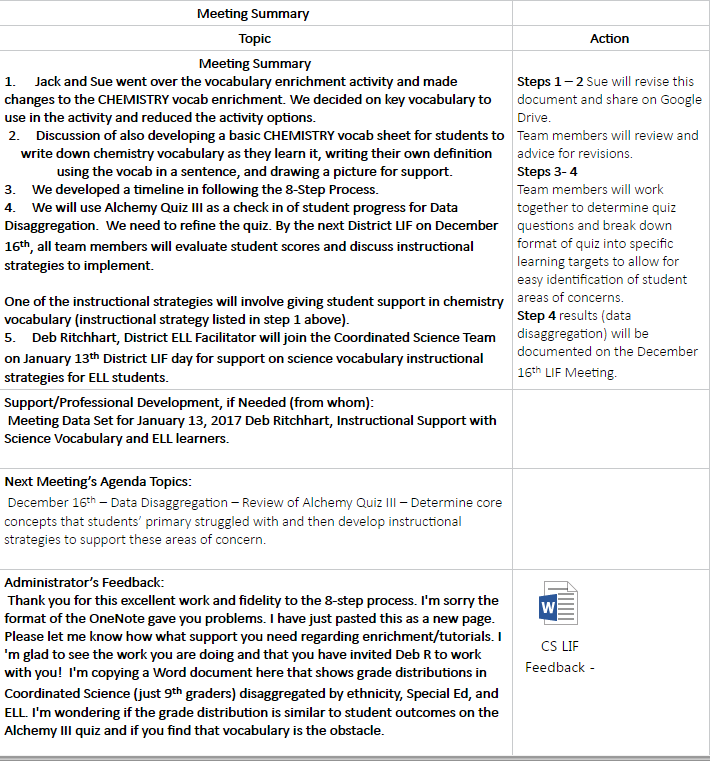 Meeting Summary
Topic
Action
Meeting Summary
1. Jack and Sue went over the vocabulary enrichment activity and made
changes to the CHEMISTRY vocab enrichment. We decided on key vocabulary to
use in the activity and reduced the activity options.
2. Discussion of also developing a basic CHEMISTRY vocab sheet for students to
write down chemistry vocabulary as they learn it, writing their own definition
using the vocab in a sentence, and drawing a picture for support.
3. We developed a timeline in following the 8-Step Process.
4. We will use Alchemy Quiz III as a check in of student progress for Data
Disaggregation. We need to refine the quiz. By the next District LIF on December
16th, all team members will evaluate student scores and discuss instructional
strategies to implement.
One of the instructional strategies will involve giving student support in chemistry
vocabulary (instructional strategy listed in step 1 above).
5. Deb Ritchhart, District ELL Facilitator will join the Coordinated Science Team
on January 13th District LIF day for support on science vocabulary instructional
strategies for ELL students.
Steps 1 – 2 Sue will revise this
document and share on Google
Drive.
Team members will review and
advice for revisions.
Steps 3- 4
Team members will work
together to determine quiz
questions and break down
format of quiz into specific
learning targets to allow for
easy identification of student
areas of concerns.
Step 4 results (data
disaggregation) will be
documented on the December
16th LIF Meeting.
Support/Professional Development, if Needed (from whom):
Meeting Data Set for January 13, 2017 Deb Ritchhart, Instructional Support with
Science Vocabulary and ELL learners.
Next Meeting's Agenda Topics:
December 16th – Data Disaggregation – Review of Alchemy Quiz III – Determine core
concepts that students' primary struggled with and then develop instructional
strategies to support these areas of concern.
Administrator's Feedback:
Thank you for this excellent work and fidelity to the 8-step process. I'm sorry the
format of the OneNote gave you problems. I have just pasted this as a new page.
Please let me know how what support you need regarding enrichment/tutorials. I
'm glad to see the work you are doing and that you have invited Deb R to work
with you! I'm copying a Word document here that shows grade distributions in
Coordinated Science (just 9th graders) disaggregated by ethnicity, Special Ed, and
ELL. I'm wondering if the grade distribution is similar to student outcomes on the
Alchemy III quiz and if you find that vocabulary is the obstacle.
W
CS LIF
Feedback -